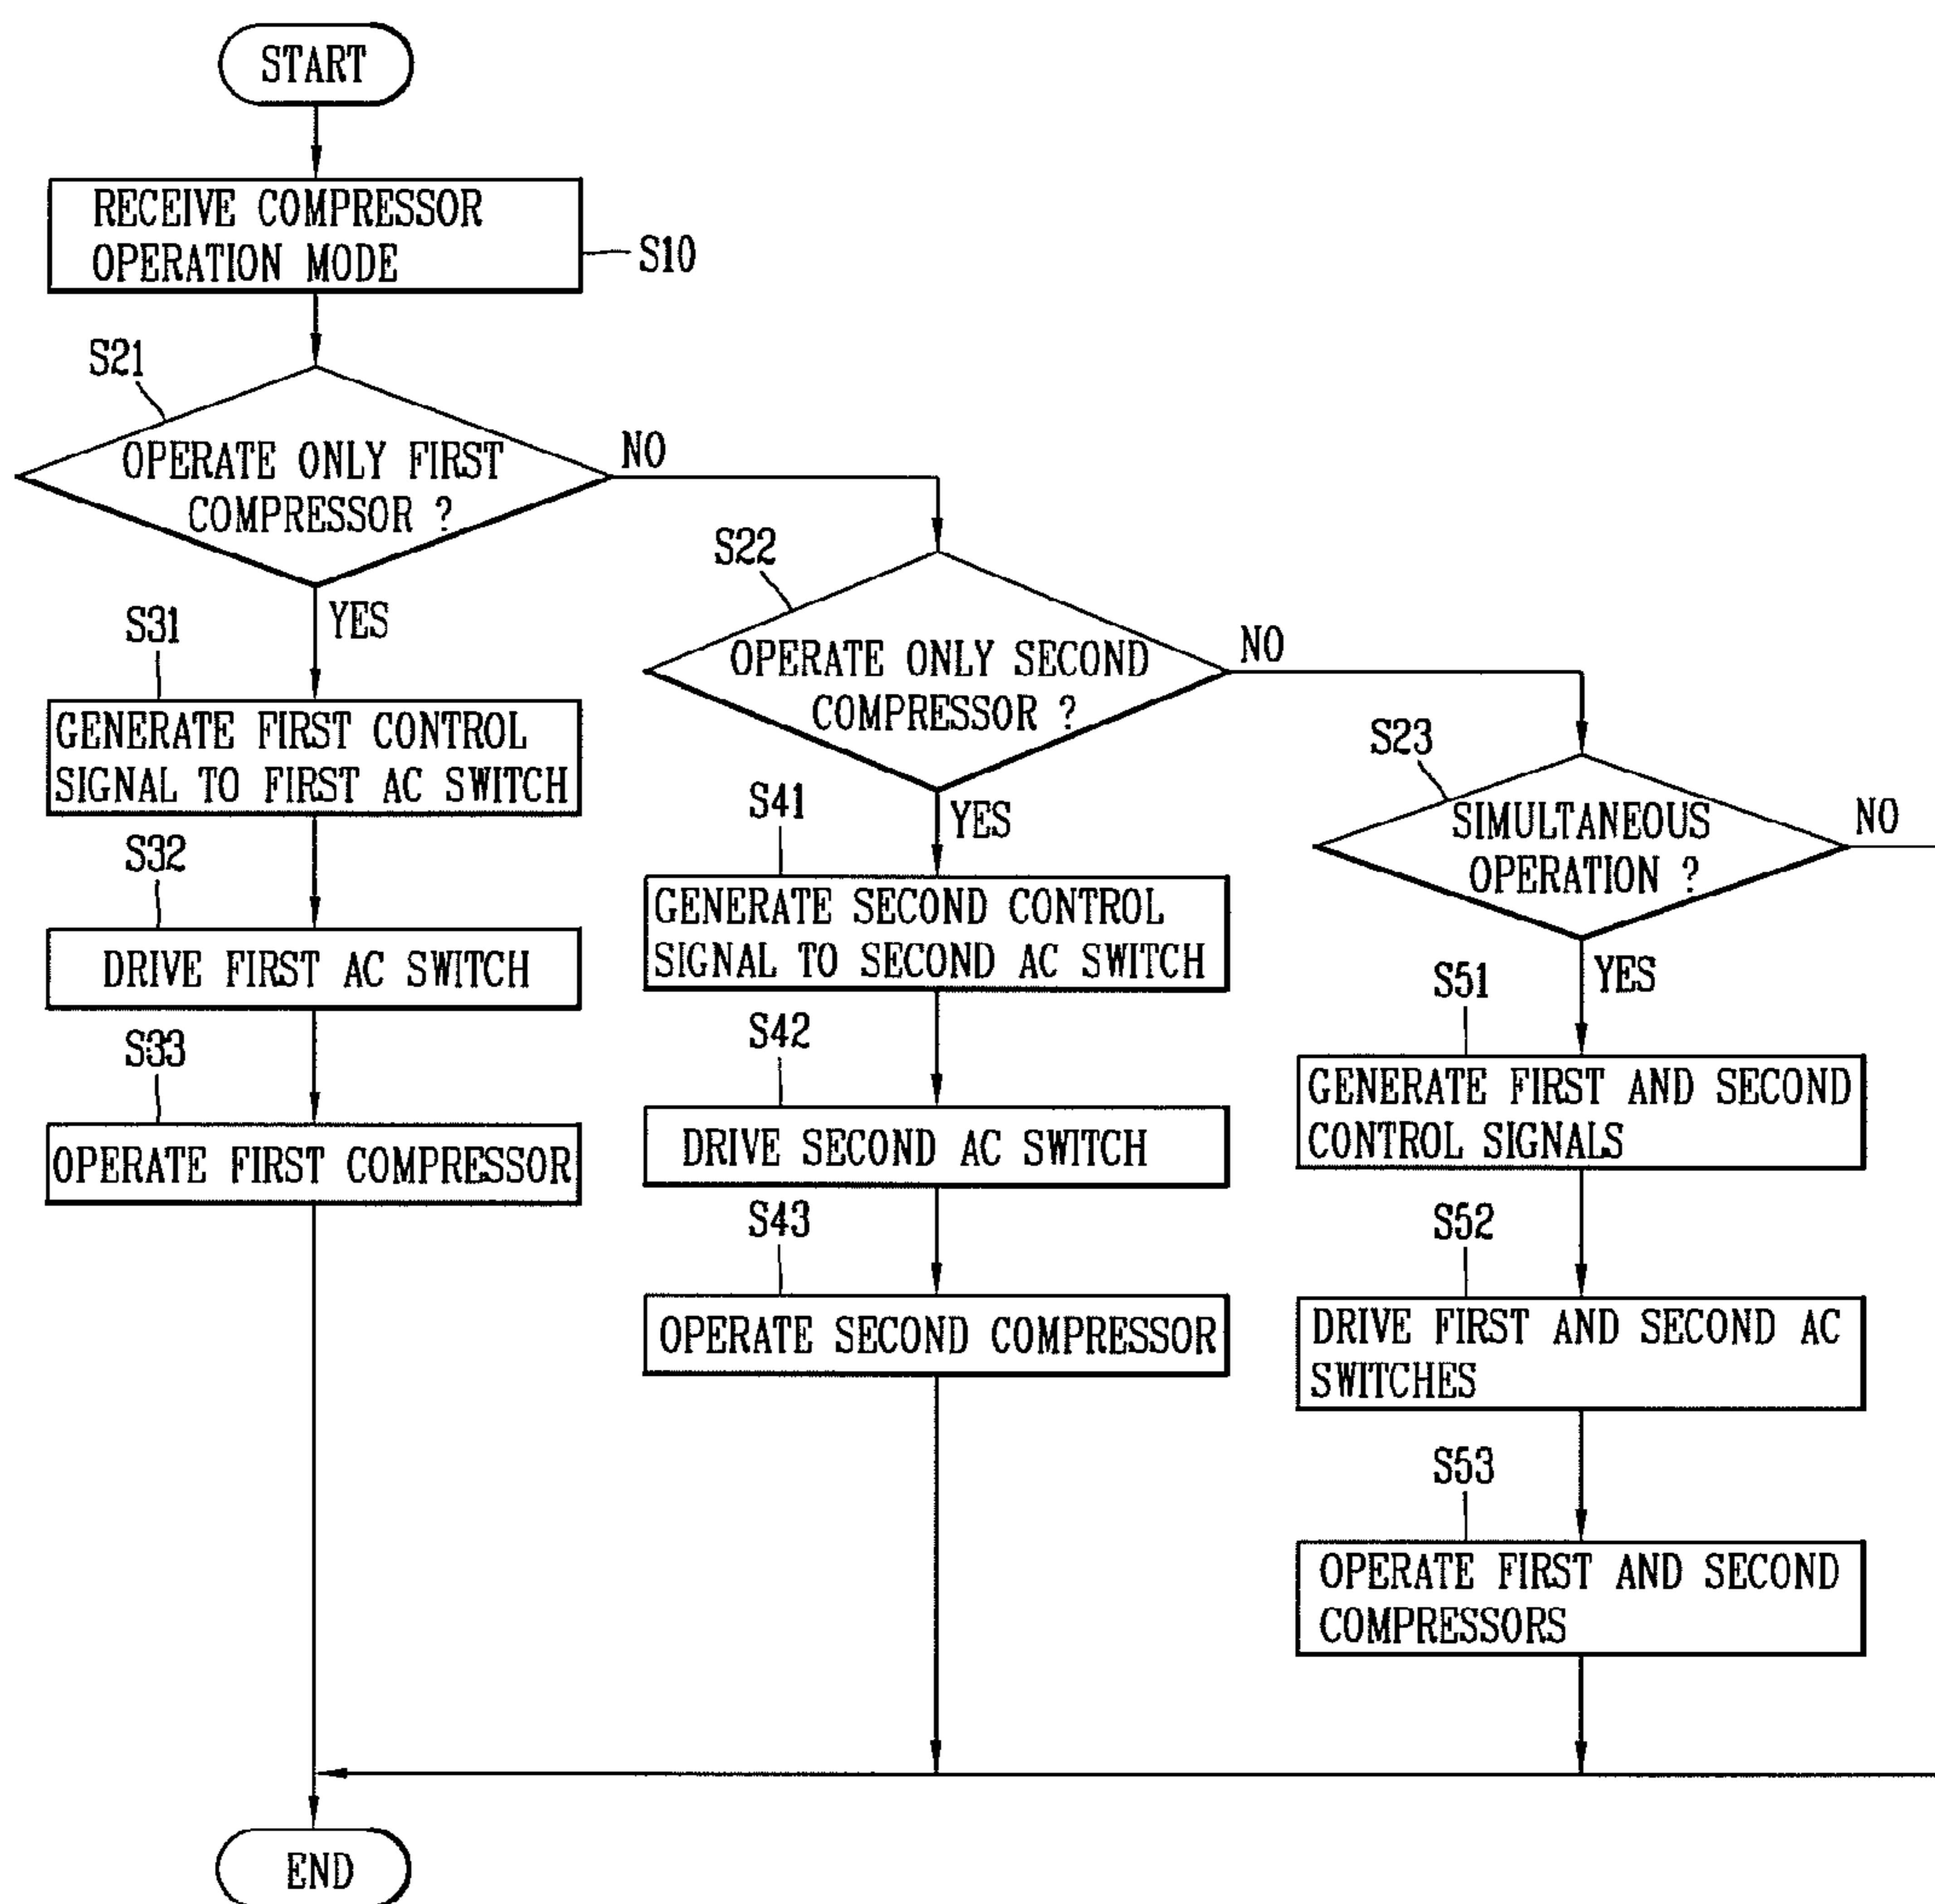 START
RECEIVE COMPRESSOR
OPERATION MODE
S10
S21
OPERATE ONLY FIRST
COMPRESSOR ?
NO
YES
S31
GENERATE FIRST CONTROL
SIGNAL TO FIRST AC SWITCH
S32
DRIVE FIRST AC SWITCH
S33
OPERATE FIRST COMPRESSOR
S22
OPERATE ONLY SECOND
COMPRESSOR ?
NO
YES
S41
GENERATE SECOND CONTROL
SIGNAL TO SECOND AC SWITCH
S42
DRIVE SECOND AC SWITCH
S43
OPERATE SECOND COMPRESSOR
S23
SIMULTANEOUS
OPERATION ?
NO
YES
S51
GENERATE FIRST AND SECOND
CONTROL SIGNALS
S52
DRIVE FIRST AND SECOND AC
SWITCHES
S53
OPERATE FIRST AND SECOND
COMPRESSORS
END